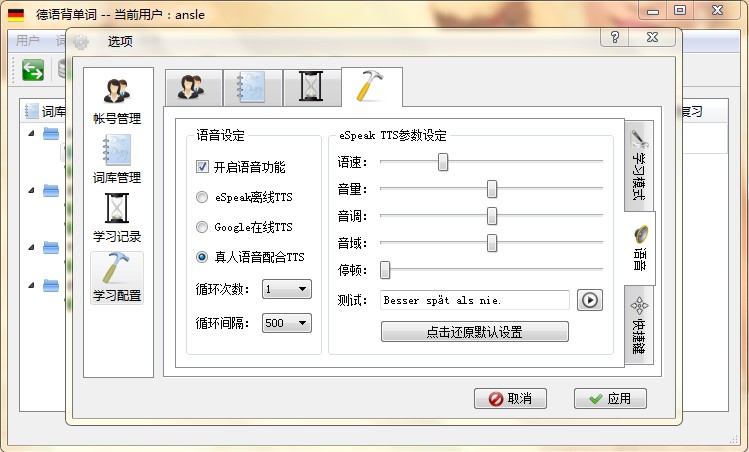 德语背单词 -- 当前用户：ansle
用户
选项
词库
复习
帐号管理
词库管理
学习记录
学习配置
语音设定
开启语音功能
eSpeak离线TTS
Google在线TTS
真人语音配合TTS
循环次数：
1
循环间隔：
500
eSpeak TTS参数设定
语速：
音量：
音调：
音域：
停顿：
测试：
Besser spät als nie.
点击还原默认设置
学习模式
语音
快捷键
取消
应用